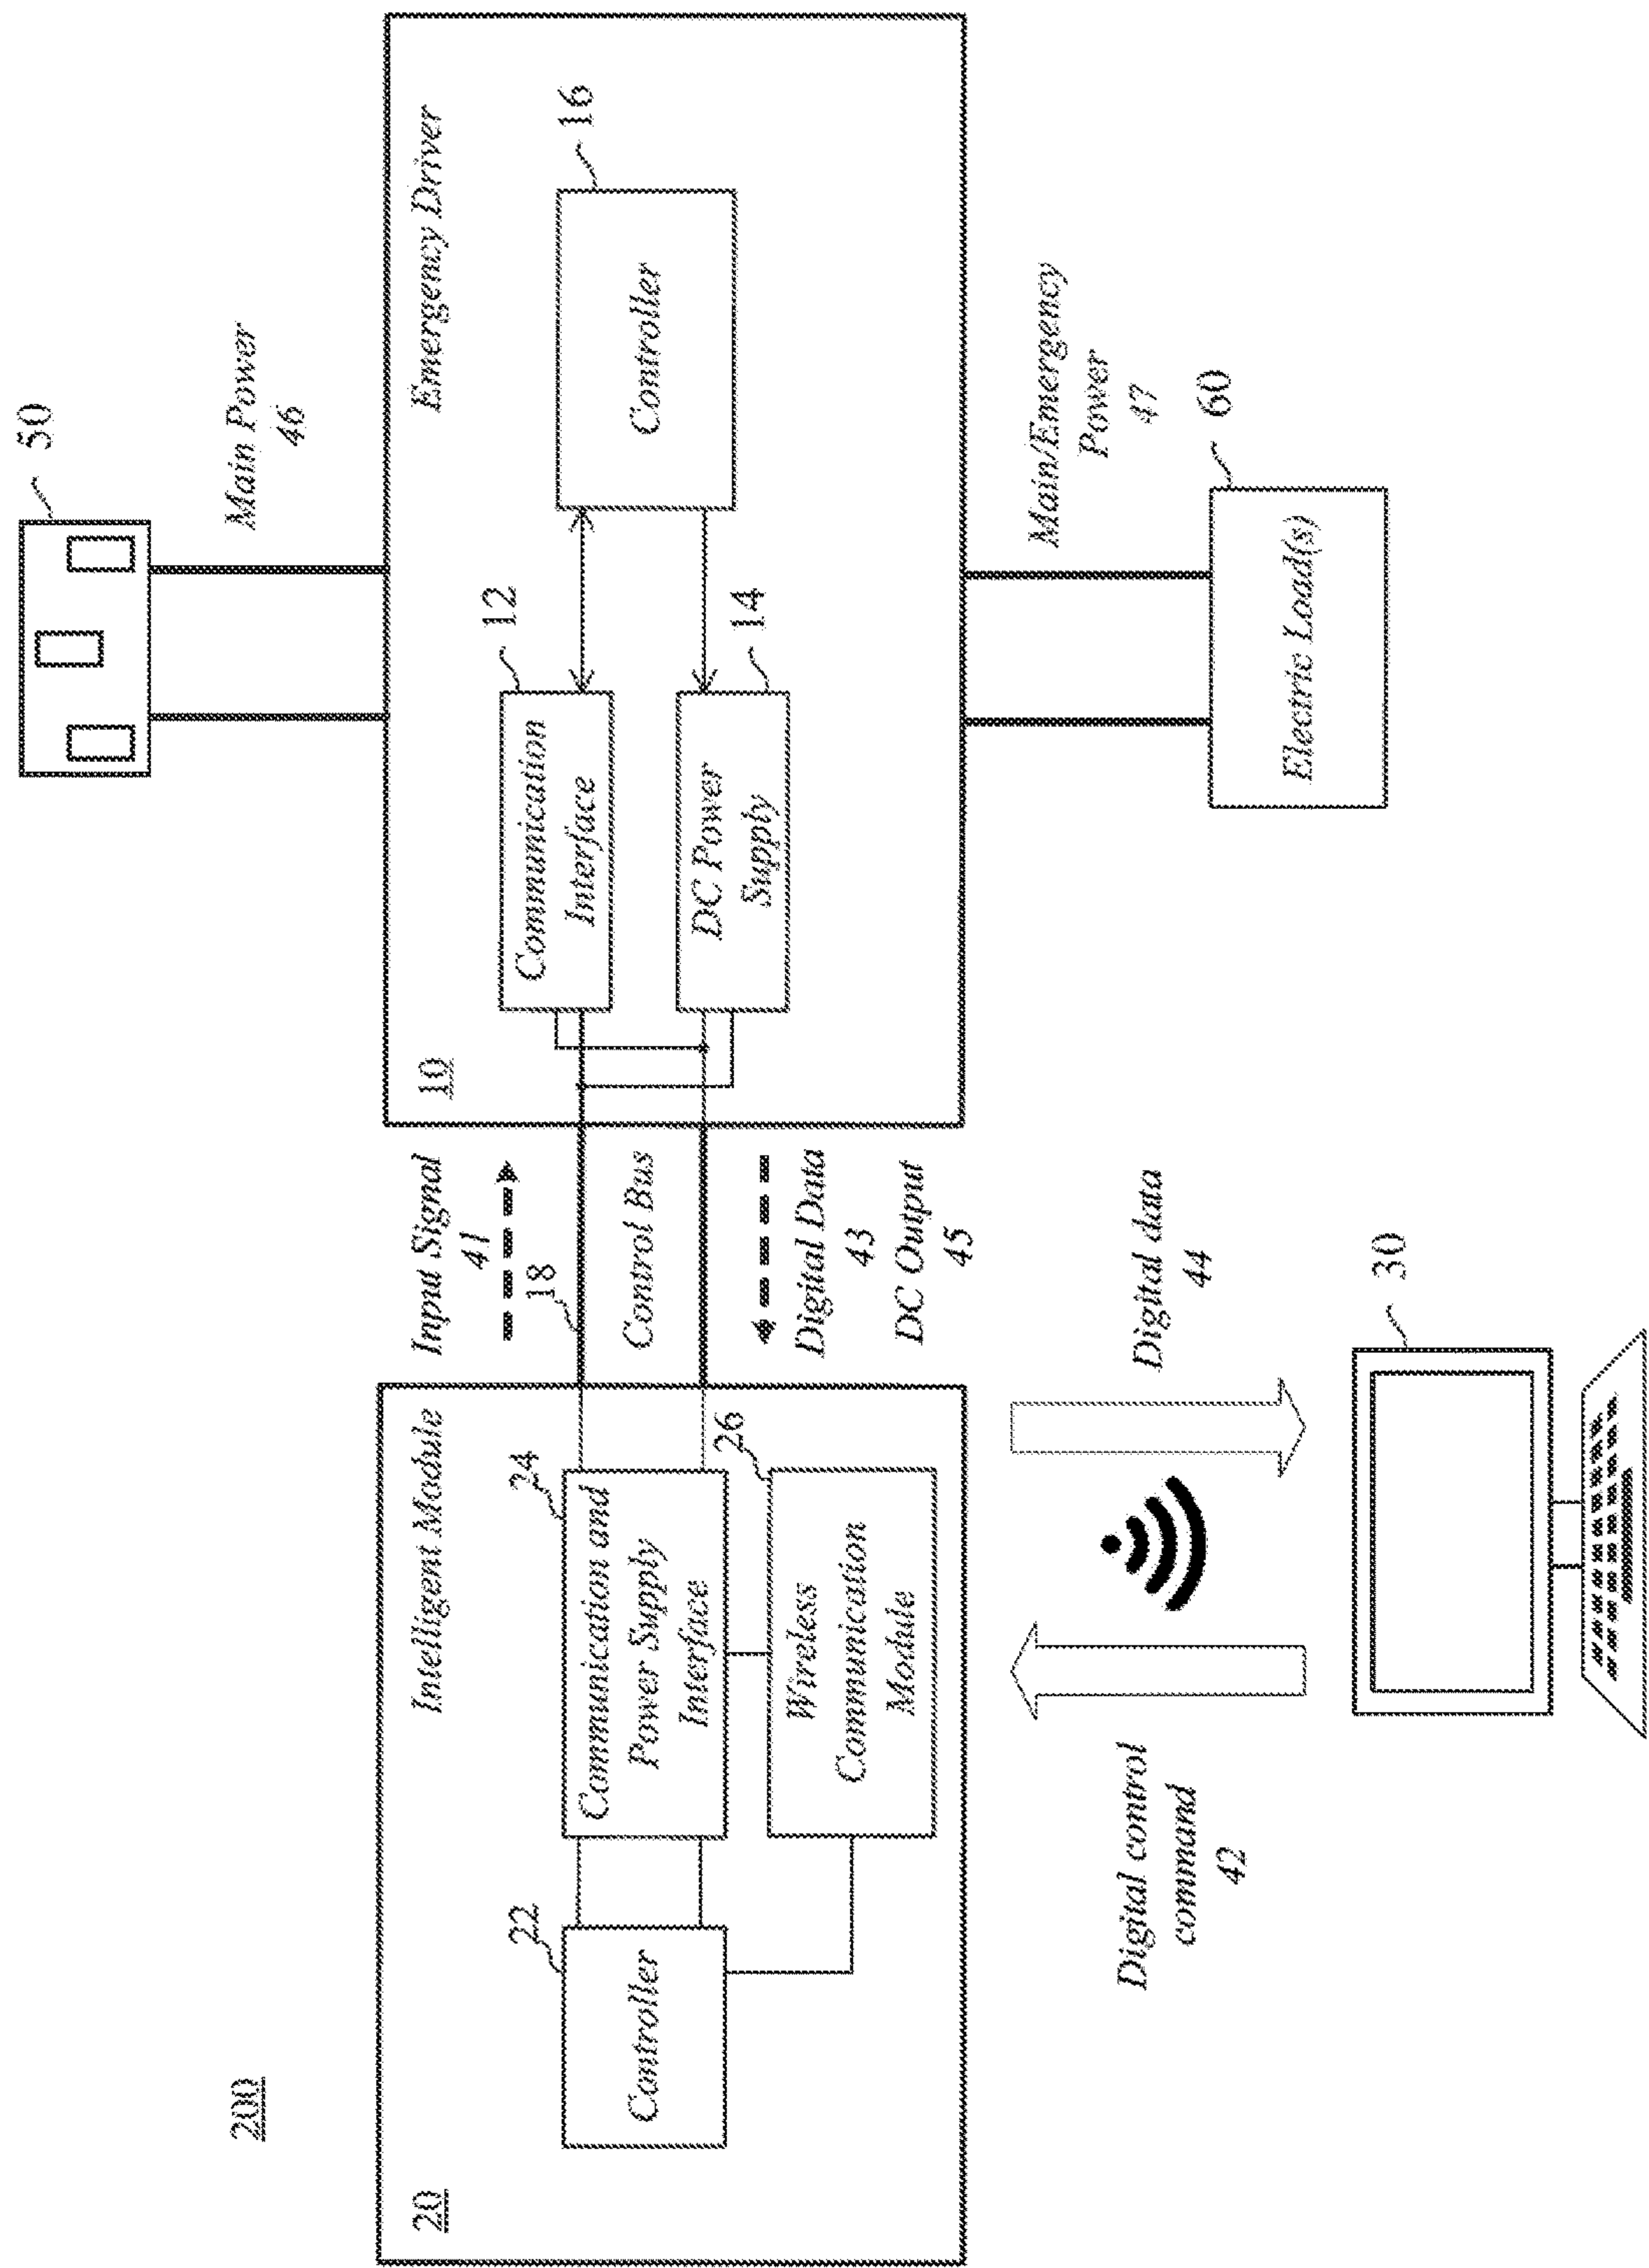 200
50
Main Power
46
20
Intelligent Module
22
Controller
24
Communication and
Power Supply
Interface
26
Wireless
Communication
Module
Input Signal
41
18
Control Bus
Digital Data
43
DC Output
45
10
Emergency Driver
12
Communication
Interface
14
DC Power
Supply
16
Controller
Digital control
command
42
Digital data
44
30
Main/Emergency
Power
47
60
Electric Load(s)